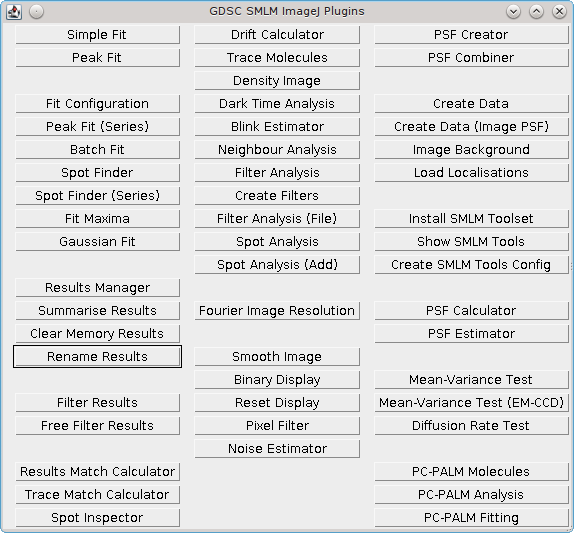 GDSC SMLM ImageJ Plugins
Simple Fit
Peak Fit
Fit Configuration
Peak Fit (Series)
Batch Fit
Spot Finder
Spot Finder (Series)
Fit Maxima
Gaussian Fit
Results Manager
Summarise Results
Clear Memory Results
Rename Results
Filter Results
Free Filter Results
Results Match Calculator
Trace Match Calculator
Spot Inspector
Drift Calculator
Trace Molecules
Density Image
Dark Time Analysis
Blink Estimator
Neighbour Analysis
Filter Analysis
Create Filters
Filter Analysis (File)
Spot Analysis
Spot Analysis (Add)
Fourier Image Resolution
Smooth Image
Binary Display
Reset Display
Pixel Filter
Noise Estimator
PSF Creator
PSF Combiner
Create Data
Create Data (Image PSF)
Image Background
Load Localisations
Install SMLM Toolset
Show SMLM Tools
Create SMLM Tools Config
PSF Calculator
PSF Estimator
Mean-Variance Test
Mean-Variance Test (EM-CCD)
Diffusion Rate Test
PC-PALM Molecules
PC-PALM Analysis
PC-PALM Fitting